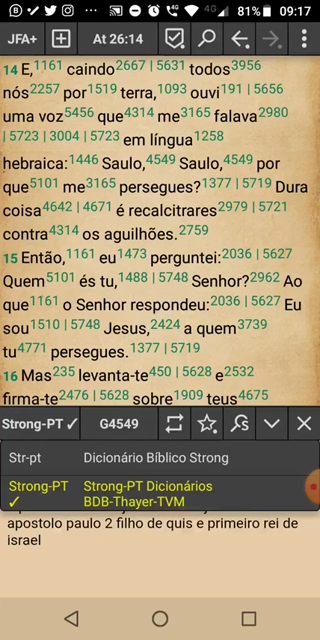 81% 09:17
JFA+ At 26:14
14 E,1161 caindo2667 | 5631 todos3956
nós2257 por1519 terra,1093 ouvi191 | 5656
uma voz5456 que4314 me3165 falava2980
| 5723 | 3004 | 5723 em língua1258
hebraica:1446 Saulo,4549 Saulo,4549 por
que5101 me3165 persegues?1377 | 5719 Dura
coisa4642 | 4671 é recalcitrares2979 | 5721
contra4314 os aguilhões.2759
15 Então,1161 eu1473 perguntei:2036 | 5627
Quem5101 és tu,1488 | 5748 Senhor?2962 Ao
que1161 o Senhor respondeu:2036 | 5627 Eu
sou1510 | 5748 Jesus,2424 a quem3739
tu4771 persegues.1377 | 5719
16 Mas235 levanta-te450 | 5628 e2532
firma-te2476 | 5628 sobre1909 teus4675
Strong-PT ✓ G4549
Str-pt Dicionário Bíblico Strong
Strong-PT ✓ Strong-PT Dicionários
BDB-Thayer-TVM
apostolo paulo 2 filho de quis e primeiro rei de
israel